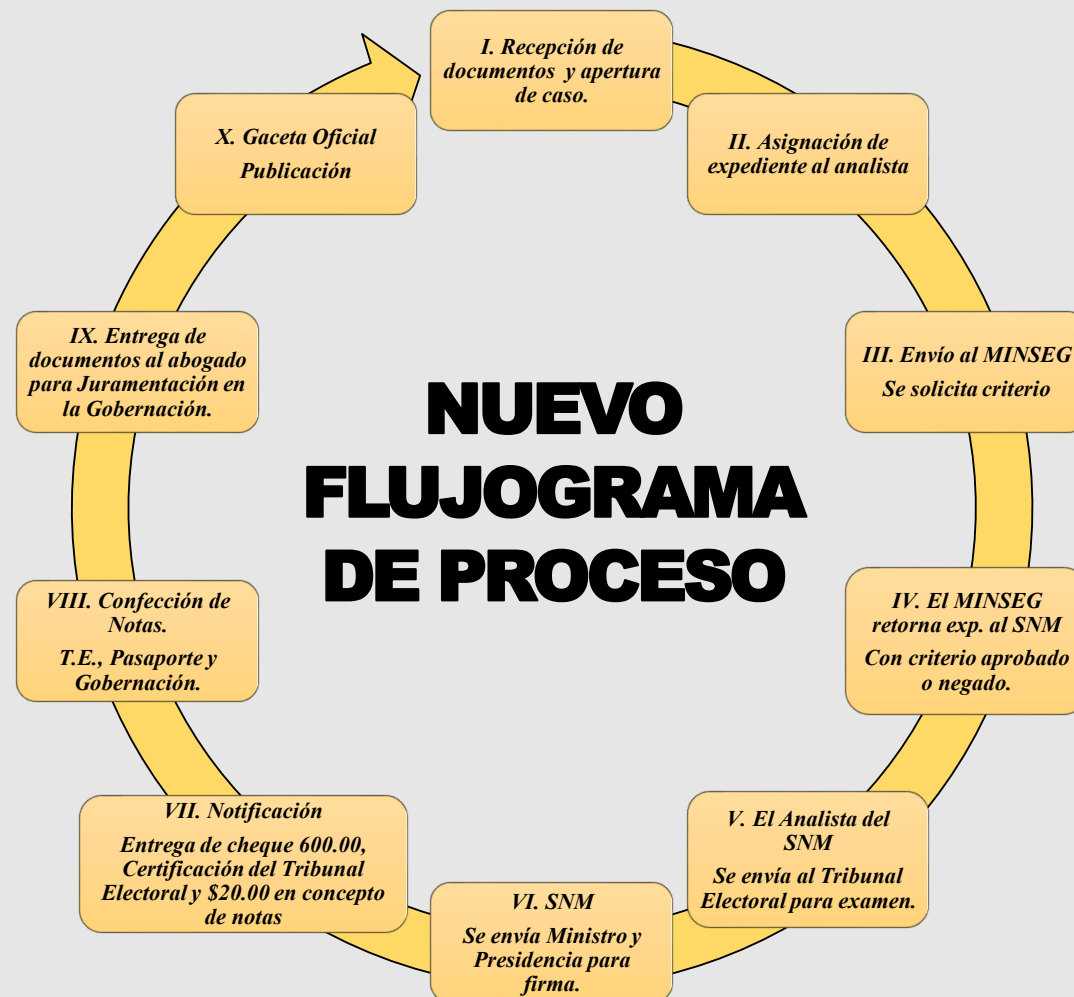 I. Recepción de
documentos y apertura
de caso.
II. Asignación de
expediente al analista
III. Envío al MINSEG
Se solicita criterio
IV. El MINSEG
retorna exp. al SNM
Con criterio aprobado
o negado.
V. El Analista del
SNM
Se envía al Tribunal
Electoral para examen.
VI. SNM
Se envía Ministro y
Presidencia para
firma.
VII. Notificación
Entrega de cheque 600.00,
Certificación del Tribunal
Electoral y $20.00 en concepto
de notas
VIII. Confección de
Notas.
T.E., Pasaporte y
Gobernación.
IX. Entrega de
documentos al abogado
para Juramentación en
la Gobernación.
X. Gaceta Oficial
Publicación
NUEVO
FLUJOGRAMA
DE PROCESO